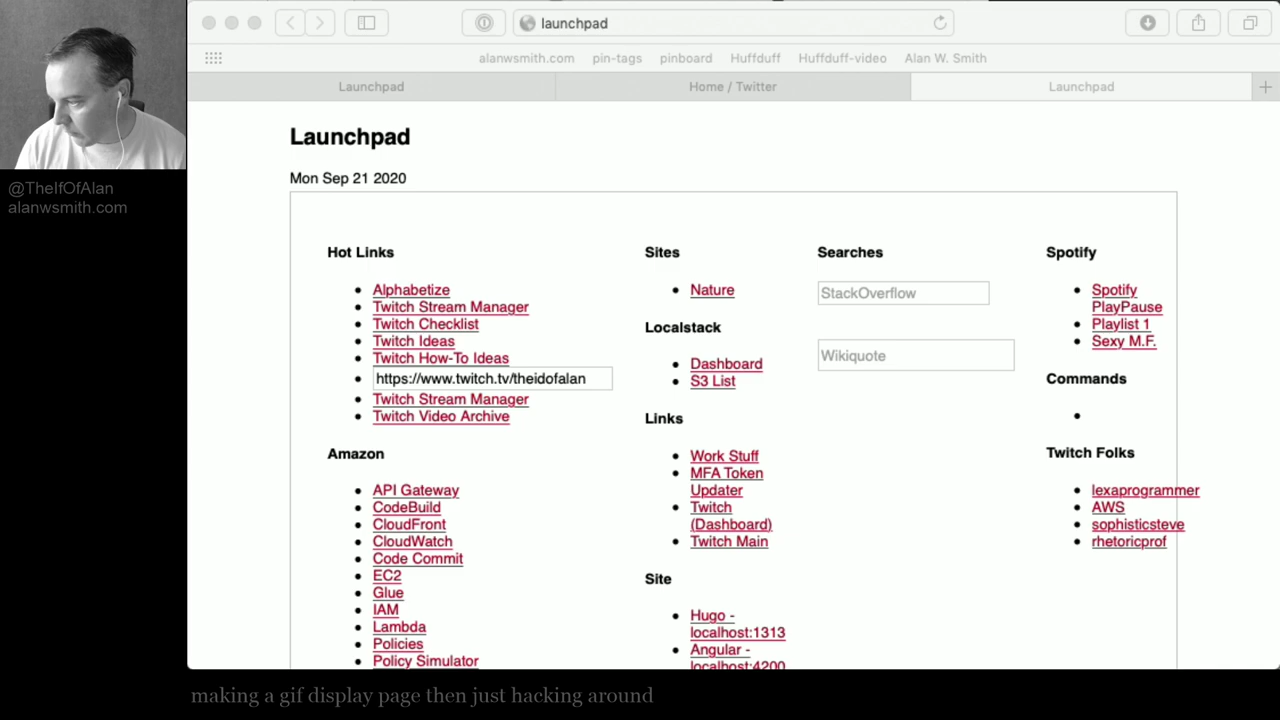 launchpad
alanwsmith.com
pin-tags
pinboard
Huffduff
Huffduff-video
Alan W. Smith
Launchpad
Home / Twitter
Launchpad
@TheIfOfAlan
alanwsmith.com
Launchpad
Mon Sep 21 2020
Hot Links
Alphabetize
Twitch Stream Manager
Twitch Checklist
Twitch Ideas
Twitch How-To Ideas
https://www.twitch.tv/theidofalan
Twitch Stream Manager
Twitch Video Archive
Amazon
API Gateway
CodeBuild
CloudFront
CloudWatch
Code Commit
EC2
Glue
IAM
Lambda
Policies
Policy Simulator
Sites
Nature
Localstack
Dashboard
S3 List
Links
Work Stuff
MFA Token
Updater
Twitch
(Dashboard)
Twitch Main
Site
Hugo -
localhost:1313
Angular -
localhost:4200
Searches
StackOverflow
Wikiquote
Spotify
Spotify
PlayPause
Playlist 1
Sexy M.F.
Commands
Twitch Folks
lexaprogrammer
AWS
sophisticsteve
rhetoricprof
making a gif display page then just hacking around